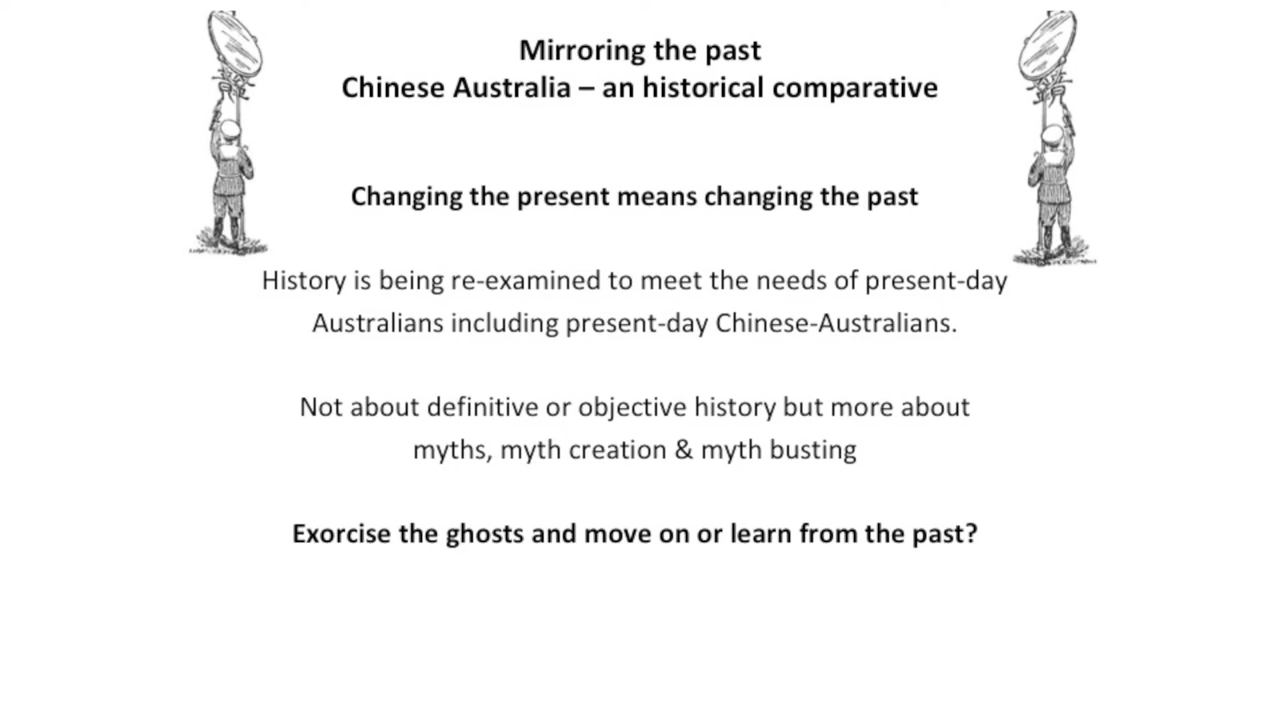 Mirroring the past
Chinese Australia – an historical comparative
Changing the present means changing the past
History is being re-examined to meet the needs of present-day
Australians including present-day Chinese-Australians.
Not about definitive or objective history but more about
myths, myth creation & myth busting
Exorcise the ghosts and move on or learn from the past?